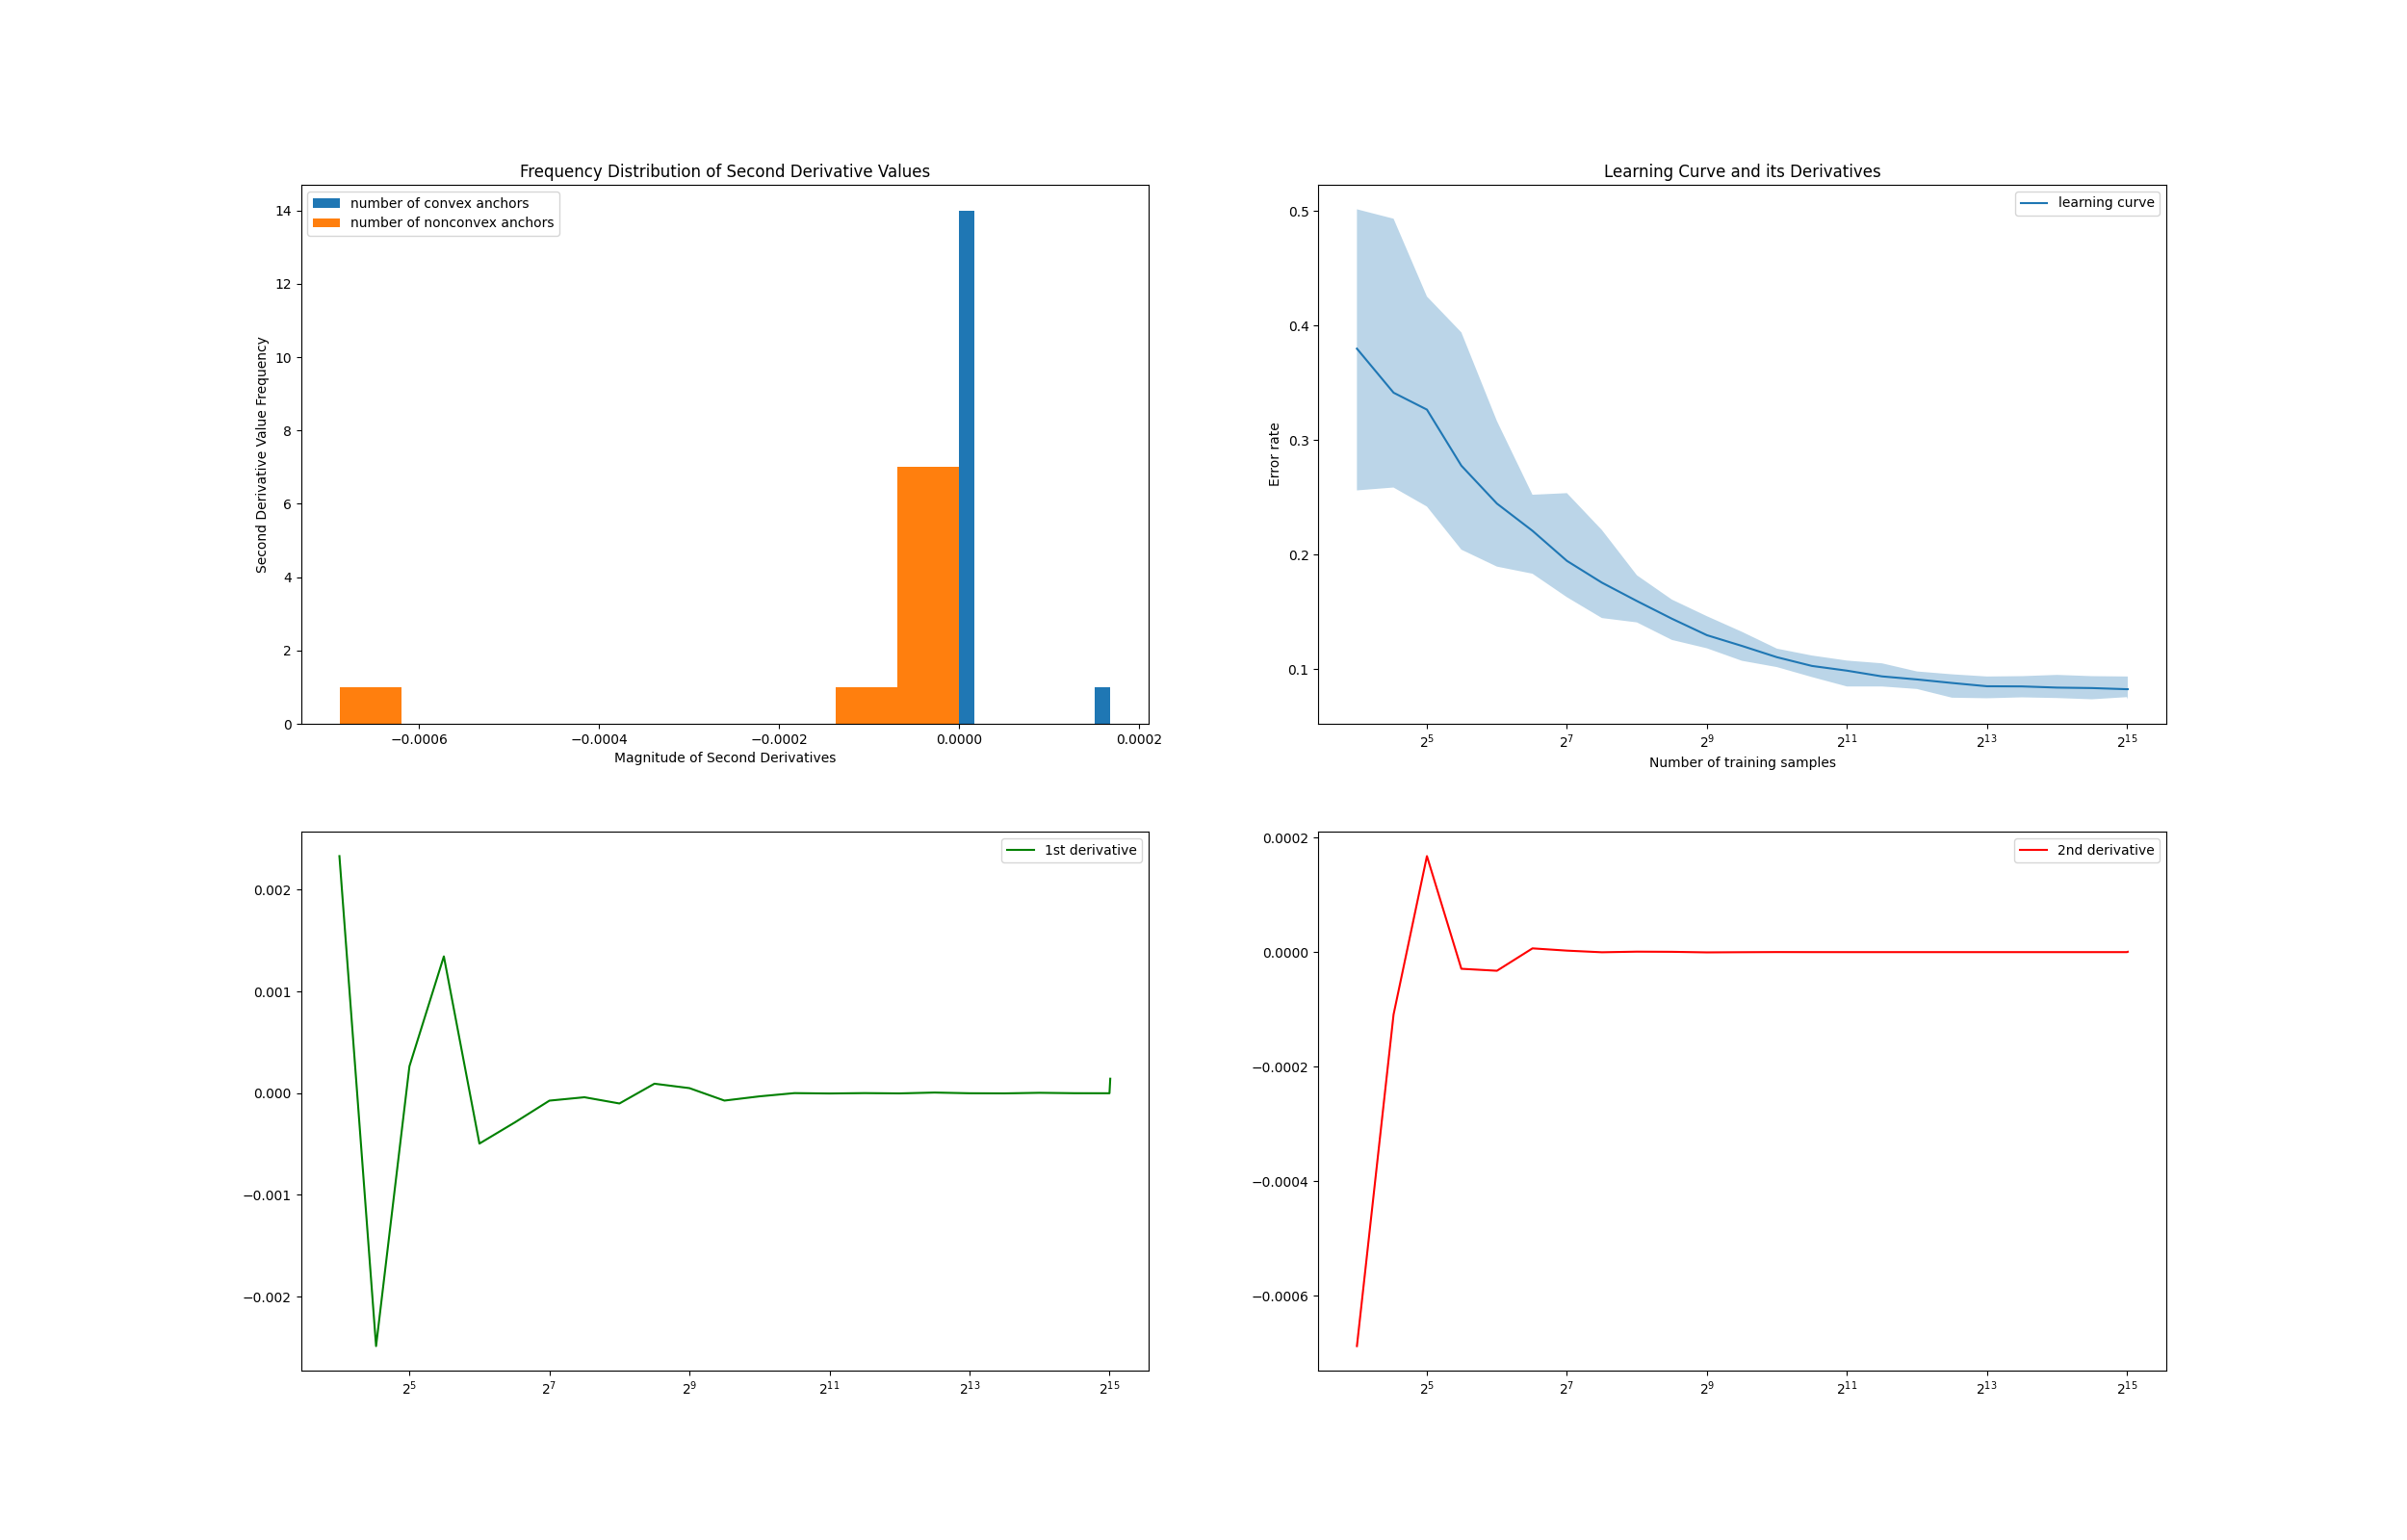 Frequency Distribution of Second Derivative Values
number of convex anchors
number of nonconvex anchors
14
12
10
8
6
4
2
0
Second Derivative Value Frequency
−0.0006 −0.0004 −0.0002 0.0000 0.0002
Magnitude of Second Derivatives
Learning Curve and its Derivatives
learning curve
0.5
0.4
0.3
0.2
0.1
Error rate
2^5 2^7 2^9 2^11 2^13 2^15
Number of training samples
1st derivative
0.002
0.001
0.000
−0.001
−0.002
2^5 2^7 2^9 2^11 2^13 2^15
2nd derivative
0.0002
0.0000
−0.0002
−0.0004
−0.0006
2^5 2^7 2^9 2^11 2^13 2^15